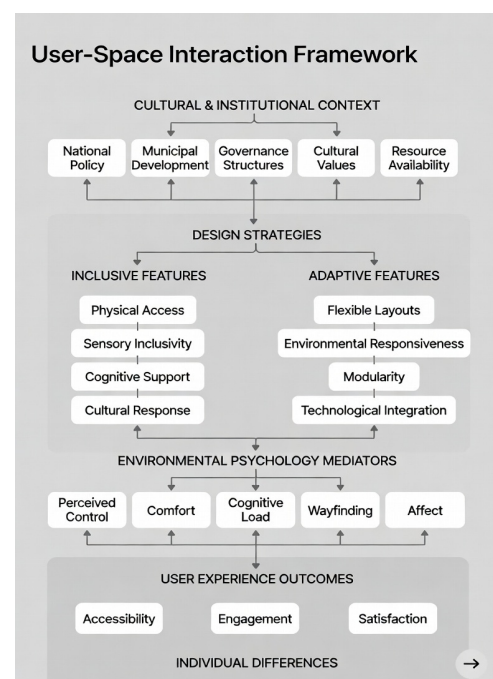 User-Space Interaction Framework
CULTURAL & INSTITUTIONAL CONTEXT
National
Policy
Municipal
Development
Governance
Structures
Cultural
Values
Resource
Availability
DESIGN STRATEGIES
INCLUSIVE FEATURES
Physical Access
Sensory Inclusivity
Cognitive Support
Cultural Response
ADAPTIVE FEATURES
Flexible Layouts
Environmental Responsiveness
Modularity
Technological Integration
ENVIRONMENTAL PSYCHOLOGY MEDIATORS
Perceived
Control
Comfort
Cognitive
Load
Wayfinding
Affect
USER EXPERIENCE OUTCOMES
Accessibility
Engagement
Satisfaction
INDIVIDUAL DIFFERENCES